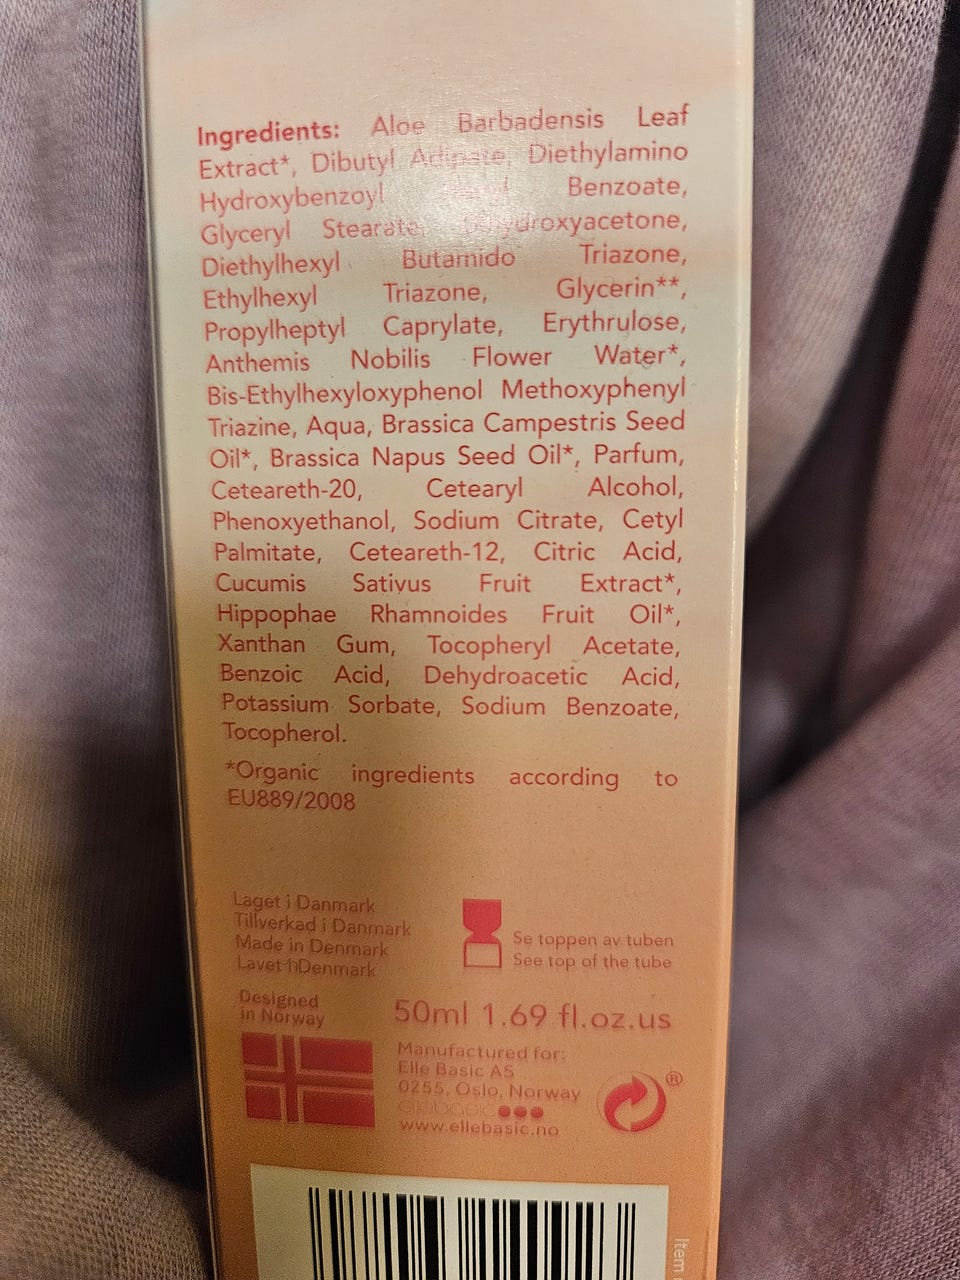 Ingredients: Aloe Barbadensis Leaf
Extract*, Dibutyl Adipate, Diethylamino
Hydroxybenzoyl Benzoate,
Glyceryl Stearate, Dihydroxyacetone,
Diethylhexyl Butamido Triazone,
Ethylhexyl Triazone, Glycerin**,
Propylheptyl Caprylate, Erythrulose,
Anthemis Nobilis Flower Water*,
Bis-Ethylhexyloxyphenol Methoxyphenyl
Triazine, Aqua, Brassica Campestris Seed
Oil*, Brassica Napus Seed Oil*, Parfum,
Ceteareth-20, Cetearyl Alcohol,
Phenoxyethanol, Sodium Citrate, Cetyl
Palmitate, Ceteareth-12, Citric Acid,
Cucumis Sativus Fruit Extract*,
Hippophae Rhamnoides Fruit Oil*,
Xanthan Gum, Tocopheryl Acetate,
Benzoic Acid, Dehydroacetic Acid,
Potassium Sorbate, Sodium Benzoate,
Tocopherol.
*Organic ingredients according to
EU889/2008
Laget i Danmark
Tillverkad i Danmark
Made in Denmark
Lavet i Denmark
Se toppen av tuben
See top of the tube
Designed
in Norway
50ml 1.69 fl.oz.us
Manufactured for:
Elle Basic AS
0255, Oslo, Norway
ellebasic
www.ellebasic.no
®
Item